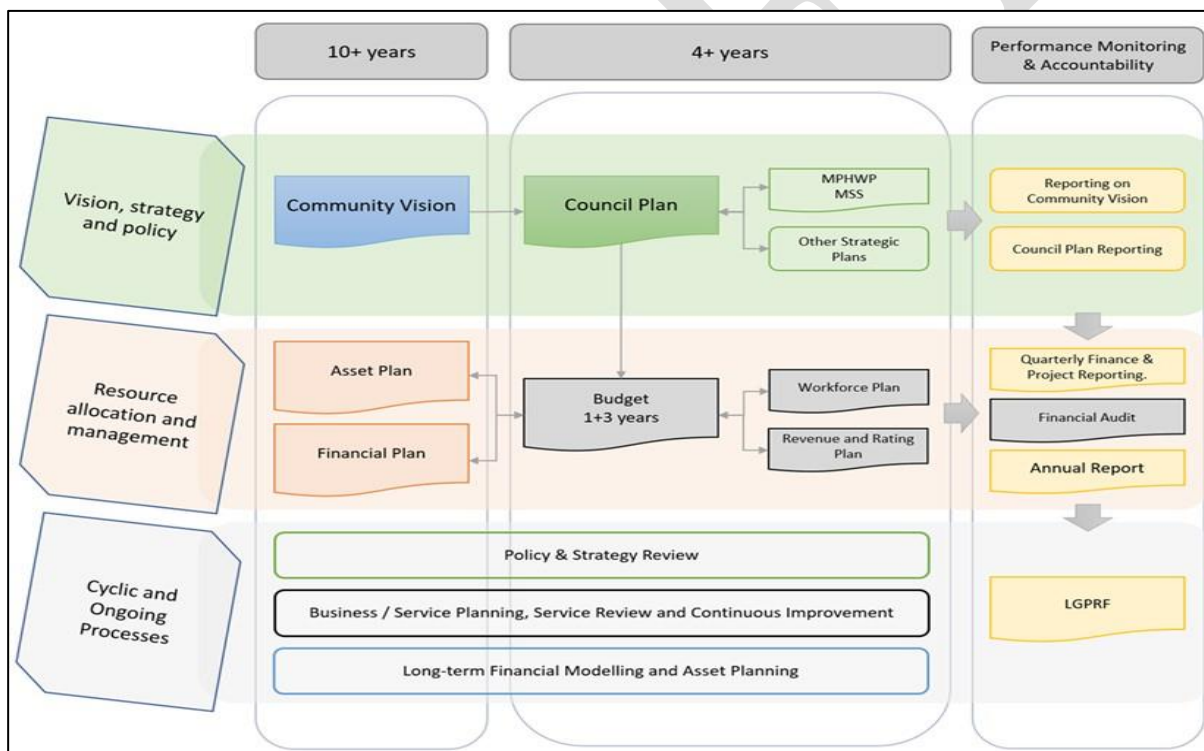 10+ years
4+ years
Performance Monitoring
& Accountability
Vision, strategy
and policy
Community Vision
Council Plan
MPHWP
MSS
Other Strategic
Plans
Reporting on
Community Vision
Council Plan Reporting
Resource
allocation and
management
Asset Plan
Financial Plan
Budget
1+3 years
Workforce Plan
Revenue and Rating
Plan
Quarterly Finance &
Project Reporting.
Financial Audit
Annual Report
Cyclic and
Ongoing
Processes
Policy & Strategy Review
Business / Service Planning, Service Review and Continuous Improvement
Long-term Financial Modelling and Asset Planning
LGPRF